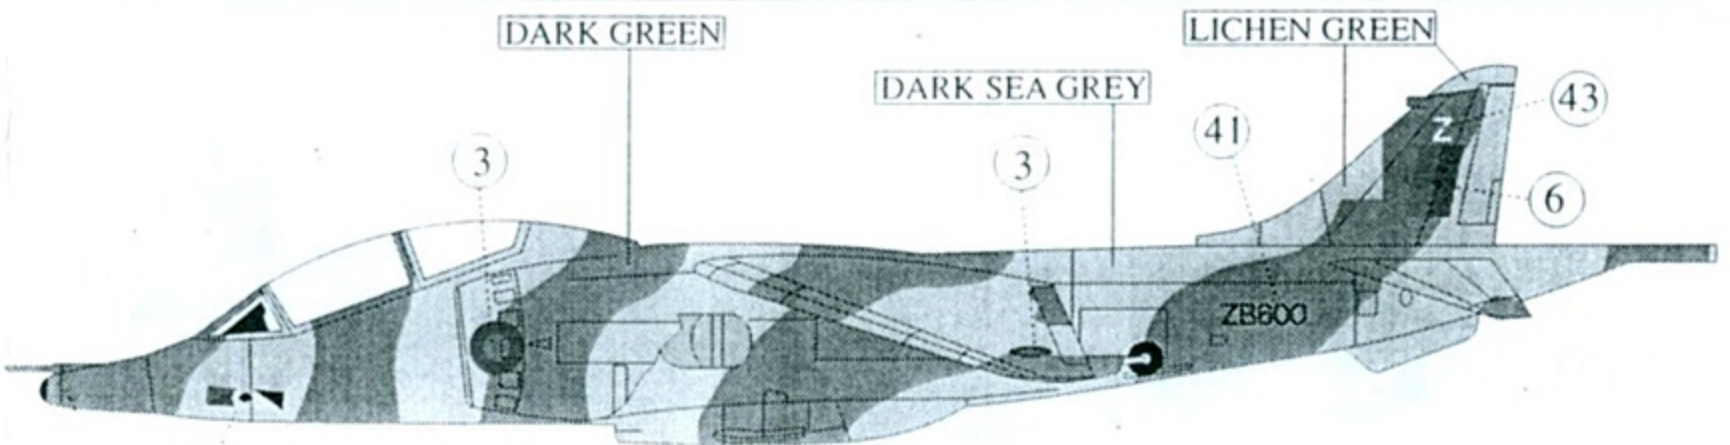 DARK GREEN
LICHEN GREEN
DARK SEA GREY
43
41
3
3
6
Z
ZB600